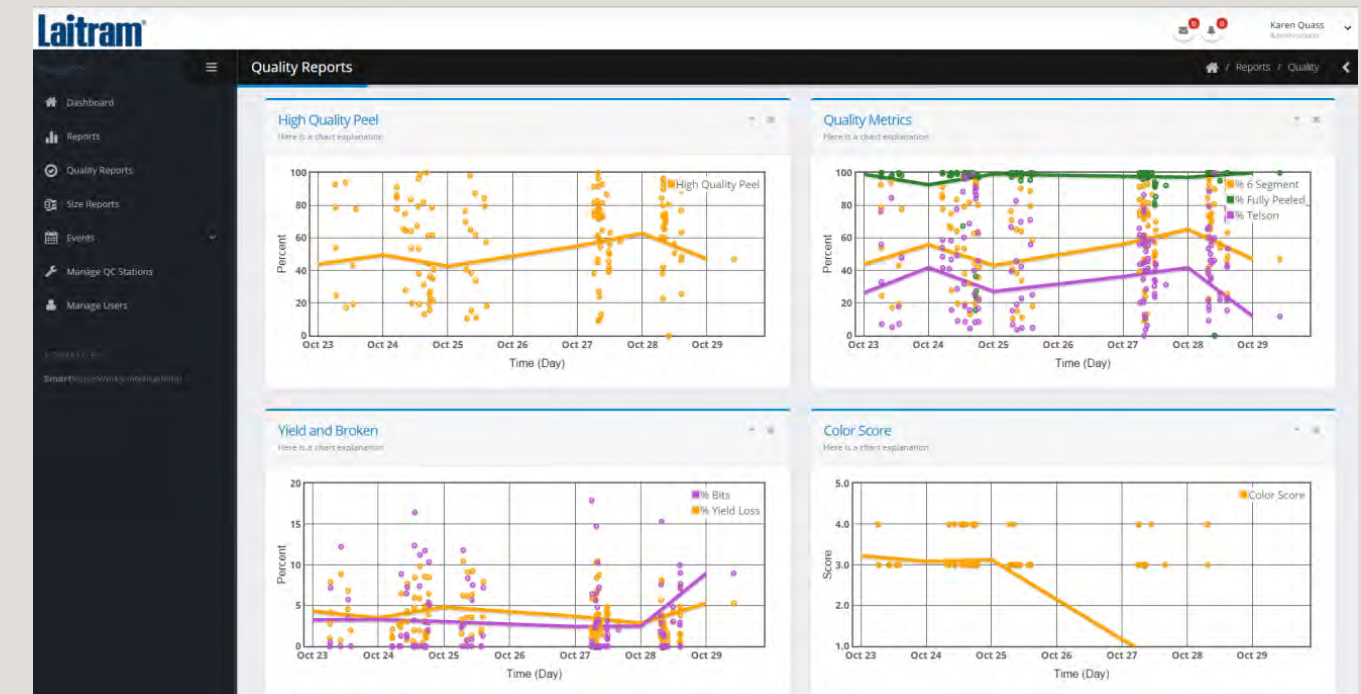 Laitram
0
0
Karen Quass
Administrator
Quality Reports
/ Reports / Quality
Dashboard
Reports
Quality Reports
Size Reports
Events
Manage QC Stations
Manage Users
High Quality Peel
Here is a chart explanation
100
80
60
40
20
0
Percent
High Quality Peel
Oct 23 Oct 24 Oct 25 Oct 26 Oct 27 Oct 28 Oct 29
Time (Day)
Quality Metrics
Here is a chart explanation
100
80
60
40
20
0
Percent
% 6 Segment
% Fully Peeled
% Telson
Oct 23 Oct 24 Oct 25 Oct 26 Oct 27 Oct 28 Oct 29
Time (Day)
Yield and Broken
Here is a chart explanation
20
15
10
5
0
Percent
% Bits
% Yield Loss
Oct 23 Oct 24 Oct 25 Oct 26 Oct 27 Oct 28 Oct 29
Time (Day)
Color Score
Here is a chart explanation
5.0
4.0
3.0
2.0
1.0
Score
Color Score
Oct 23 Oct 24 Oct 25 Oct 26 Oct 27 Oct 28 Oct 29
Time (Day)